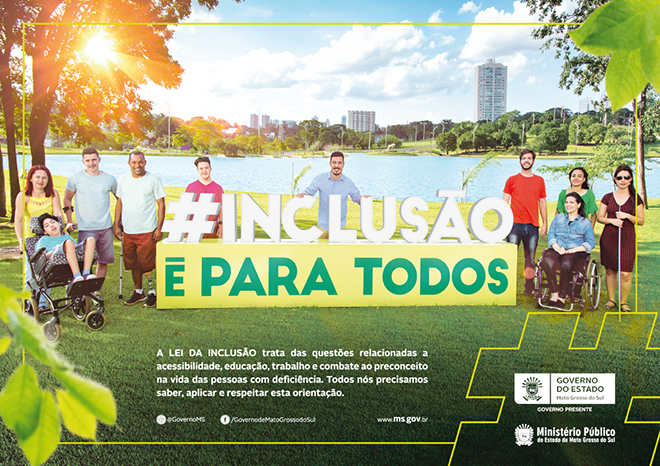 #INCLUSÃO
É PARA TODOS
A LEI DA INCLUSÃO trata das questões relacionadas a
acessibilidade, educação, trabalho e combate ao preconceito
na vida das pessoas com deficiência. Todos nós precisamos
saber, aplicar e respeitar esta orientação.
@GovernoMS
/GovernodeMatoGrossodoSul
www.ms.gov.br
GOVERNO
DO ESTADO
Mato Grosso do Sul
GOVERNO PRESENTE
Ministério Público
do Estado de Mato Grosso do Sul